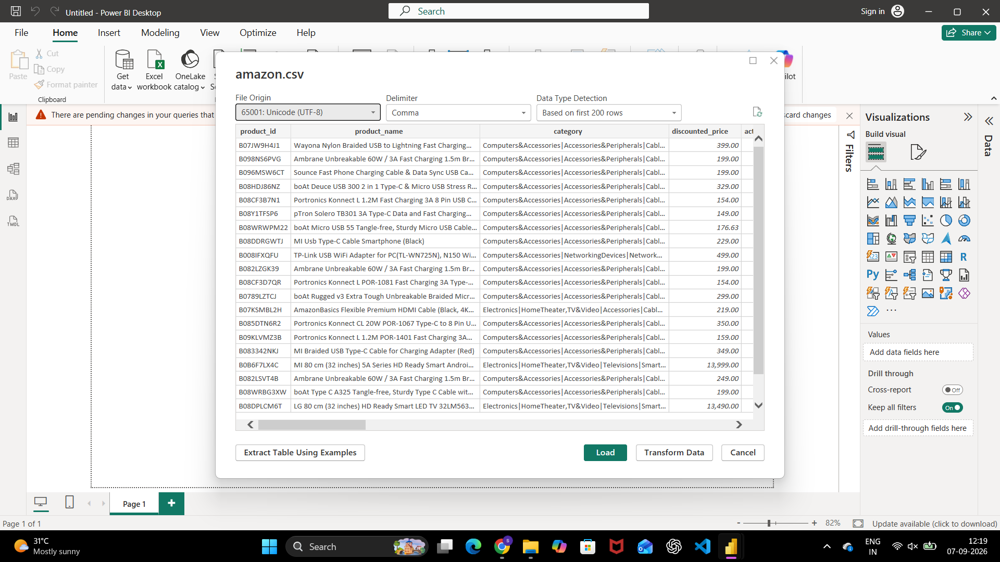 Untitled - Power BI Desktop
Search
Sign in
File
Home
Insert
Modeling
View
Optimize
Help
Share
Paste
Cut
Copy
Format painter
Clipboard
Get data
Excel workbook
OneLake catalog
There are pending changes in your queries that
card changes
amazon.csv
File Origin
Delimiter
Data Type Detection
65001: Unicode (UTF-8)
Comma
Based on first 200 rows
product_id product_name category discounted_price act
B07JW9H4J1 Wayona Nylon Braided USB to Lightning Fast Charging... Computers&Accessories|Accessories&Peripherals|Cabl... 399.00
B098NS6PVG Ambrane Unbreakable 60W / 3A Fast Charging 1.5m Br... Computers&Accessories|Accessories&Peripherals|Cabl... 199.00
B096MSW6CT Sounce Fast Phone Charging Cable & Data Sync USB Ca... Computers&Accessories|Accessories&Peripherals|Cabl... 199.00
B08HDJ86NZ boAt Deuce USB 300 2 in 1 Type-C & Micro USB Stress R... Computers&Accessories|Accessories&Peripherals|Cabl... 329.00
B08CF3B7N1 Portronics Konnect L 1.2M Fast Charging 3A 8 Pin USB C... Computers&Accessories|Accessories&Peripherals|Cabl... 154.00
B08Y1TFSP6 pTron Solero TB301 3A Type-C Data and Fast Charging... Computers&Accessories|Accessories&Peripherals|Cabl... 149.00
B08WRWPM22 boAt Micro USB 55 Tangle-free, Sturdy Micro USB Cable... Computers&Accessories|Accessories&Peripherals|Cabl... 176.63
B08DDRGWTJ MI Usb Type-C Cable Smartphone (Black) Computers&Accessories|Accessories&Peripherals|Cabl... 229.00
B008IFXQFU TP-Link USB WiFi Adapter for PC(TL-WN725N), N150 Wi... Computers&Accessories|NetworkingDevices|Network... 499.00
B082LZGK39 Ambrane Unbreakable 60W / 3A Fast Charging 1.5m Br... Computers&Accessories|Accessories&Peripherals|Cabl... 199.00
B08CF3D7QR Portronics Konnect L POR-1081 Fast Charging 3A Type-... Computers&Accessories|Accessories&Peripherals|Cabl... 154.00
B0789LZTCJ boAt Rugged v3 Extra Tough Unbreakable Braided Micr... Computers&Accessories|Accessories&Peripherals|Cabl... 299.00
B07KSMBL2H AmazonBasics Flexible Premium HDMI Cable (Black, 4K... Electronics|HomeTheater,TV&Video|Accessories|Cabl... 219.00
B085DTN6R2 Portronics Konnect CL 20W POR-1067 Type-C to 8 Pin U... Computers&Accessories|Accessories&Peripherals|Cabl... 350.00
B09KLVMZ3B Portronics Konnect L 1.2M POR-1401 Fast Charging 3A... Computers&Accessories|Accessories&Peripherals|Cabl... 159.00
B083342NKJ MI Braided USB Type-C Cable for Charging Adapter (Red) Computers&Accessories|Accessories&Peripherals|Cabl... 349.00
B0B6F7LX4C MI 80 cm (32 inches) 5A Series HD Ready Smart Androi... Electronics|HomeTheater,TV&Video|Televisions|Smart... 13,999.00
B082LSVT4B Ambrane Unbreakable 60W / 3A Fast Charging 1.5m Br... Computers&Accessories|Accessories&Peripherals|Cabl... 249.00
B08WRBG3XW boAt Type C A325 Tangle-free, Sturdy Type C Cable wit... Computers&Accessories|Accessories&Peripherals|Cabl... 199.00
B08DPLCM6T LG 80 cm (32 inches) HD Ready Smart LED TV 32LM563... Electronics|HomeTheater,TV&Video|Televisions|Smart... 13,490.00
Extract Table Using Examples
Load
Transform Data
Cancel
Filters
Visualizations
Build visual
Data
Values
Add data fields here
Drill through
Cross-report
Off
Keep all filters
On
Add drill-through fields here
DAX
TMDL
123
R
Py
Page 1
Page 1 of 1
82%
Update available (click to download)
31°C
Mostly sunny
Search
ENG
IN
12:19
07-09-2026